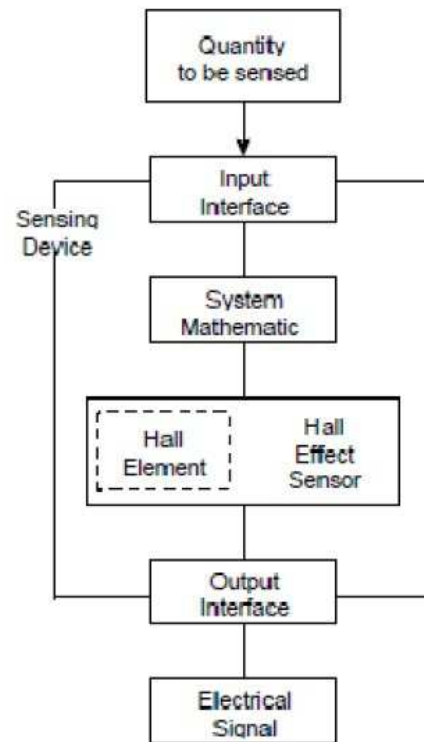 Quantity
to be sensed
Input
Interface
Sensing
Device
System
Mathematic
Hall
Element
Hall
Effect
Sensor
Output
Interface
Electrical
Signal